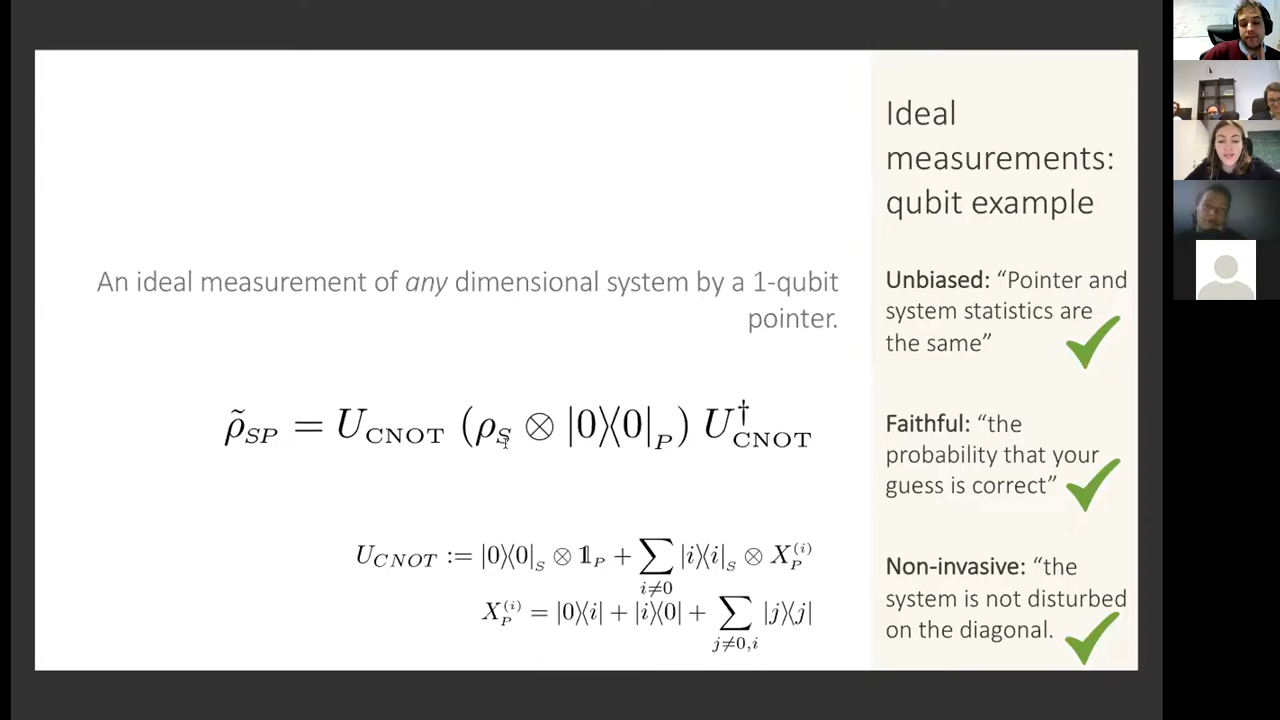 An ideal measurement of any dimensional system by a 1-qubit
pointer.
ρ̃_SP = U_CNOT (ρ_S ⊗ |0⟩⟨0|_P) U†_CNOT
U_CNOT := |0⟩⟨0|_S ⊗ 𝟙_P + ∑_{i≠0} |i⟩⟨i|_S ⊗ X_P^(i)
X_P^(i) = |0⟩⟨i| + |i⟩⟨0| + ∑_{j≠0,i} |j⟩⟨j|
Ideal
measurements:
qubit example
Unbiased: “Pointer and
system statistics are
the same”
Faithful: “the
probability that your
guess is correct”
Non-invasive: “the
system is not disturbed
on the diagonal.